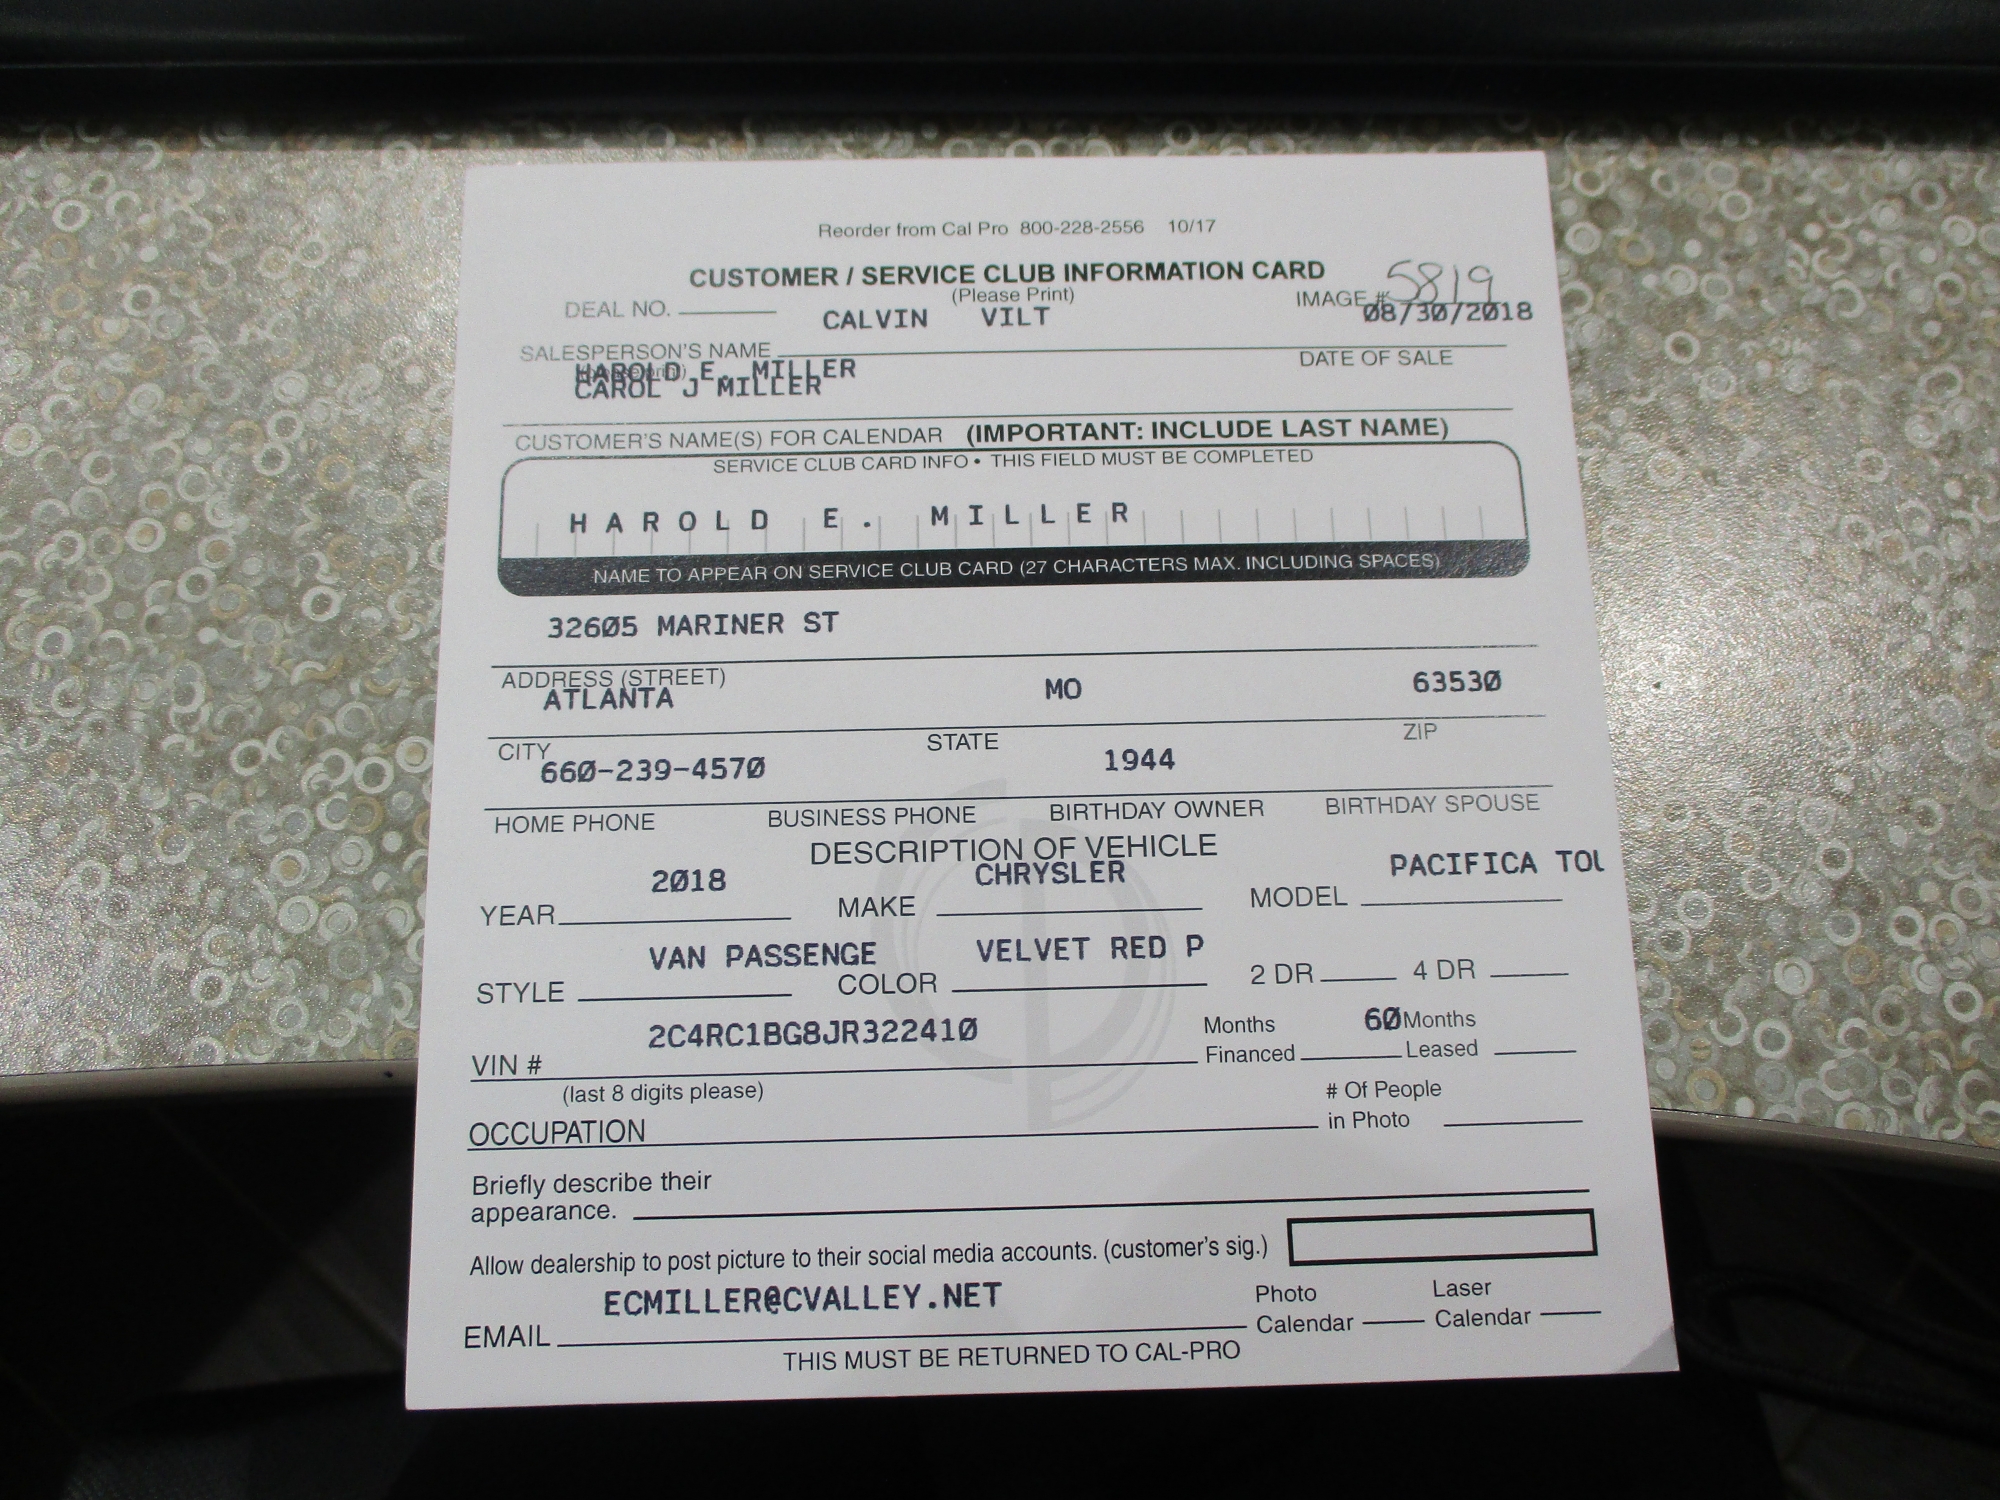 Reorder from Cal Pro 800-228-2556 10/17
CUSTOMER / SERVICE CLUB INFORMATION CARD
(Please Print)
DEAL NO.
IMAGE # 5819
CALVIN VILT 08/30/2018
SALESPERSON'S NAME DATE OF SALE
(please print)
HAROLD E. MILLER
CAROL J MILLER
CUSTOMER'S NAME(S) FOR CALENDAR (IMPORTANT: INCLUDE LAST NAME)
SERVICE CLUB CARD INFO • THIS FIELD MUST BE COMPLETED
HAROLD E. MILLER
NAME TO APPEAR ON SERVICE CLUB CARD (27 CHARACTERS MAX. INCLUDING SPACES)
32605 MARINER ST
ADDRESS (STREET)
ATLANTA MO 63530
CITY STATE ZIP
660-239-4570 1944
HOME PHONE BUSINESS PHONE BIRTHDAY OWNER BIRTHDAY SPOUSE
DESCRIPTION OF VEHICLE
2018 CHRYSLER PACIFICA TOU
YEAR MAKE MODEL
VAN PASSENGE VELVET RED P
STYLE COLOR 2 DR 4 DR
2C4RC1BG8JR322410 Months 60 Months
VIN # Financed Leased
(last 8 digits please) # Of People
OCCUPATION in Photo
Briefly describe their
appearance.
Allow dealership to post picture to their social media accounts. (customer's sig.)
ECMILLER@CVALLEY.NET Photo Laser
EMAIL Calendar Calendar
THIS MUST BE RETURNED TO CAL-PRO